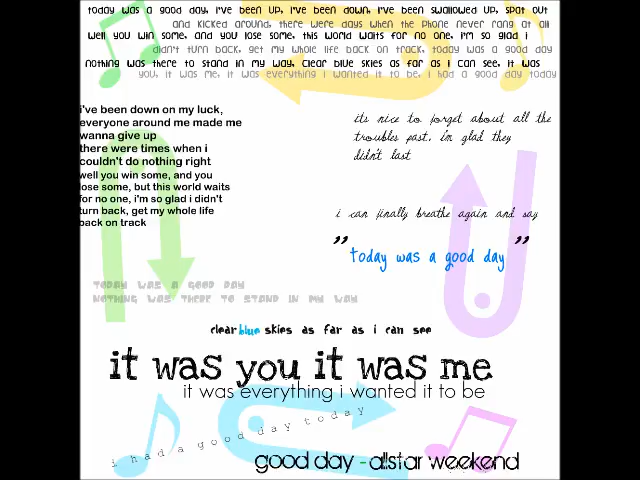 today was a good day, i've been up, i've been down i've been swallowed up, spat out
and kicked around, there were days when the phone never rang at all
well you win some, and you lose some, this world waits for no one, i'm so glad i
didn't turn back, get my whole life back on track, today was a good day
nothing was there to stand in my way, clear blue skies as far as i can see, it was
you, it was me, it was everything i wanted it to be, i had a good day today
i've been down on my luck,
everyone around me made me
wanna give up
there were times when i
couldn't do nothing right
well you win some, and you
lose some, but this world waits
for no one, i'm so glad i didn't
turn back, get my whole life
back on track
its nice to forget about all the
troubles past, i'm glad they
didn't last
i can finally breathe again and say
" today was a good day "
today was a good day
nothing was there to stand in my way
clear blue skies as far as i can see
it was you it was me
it was everything i wanted it to be
i had a good day today
good day - allstar weekend